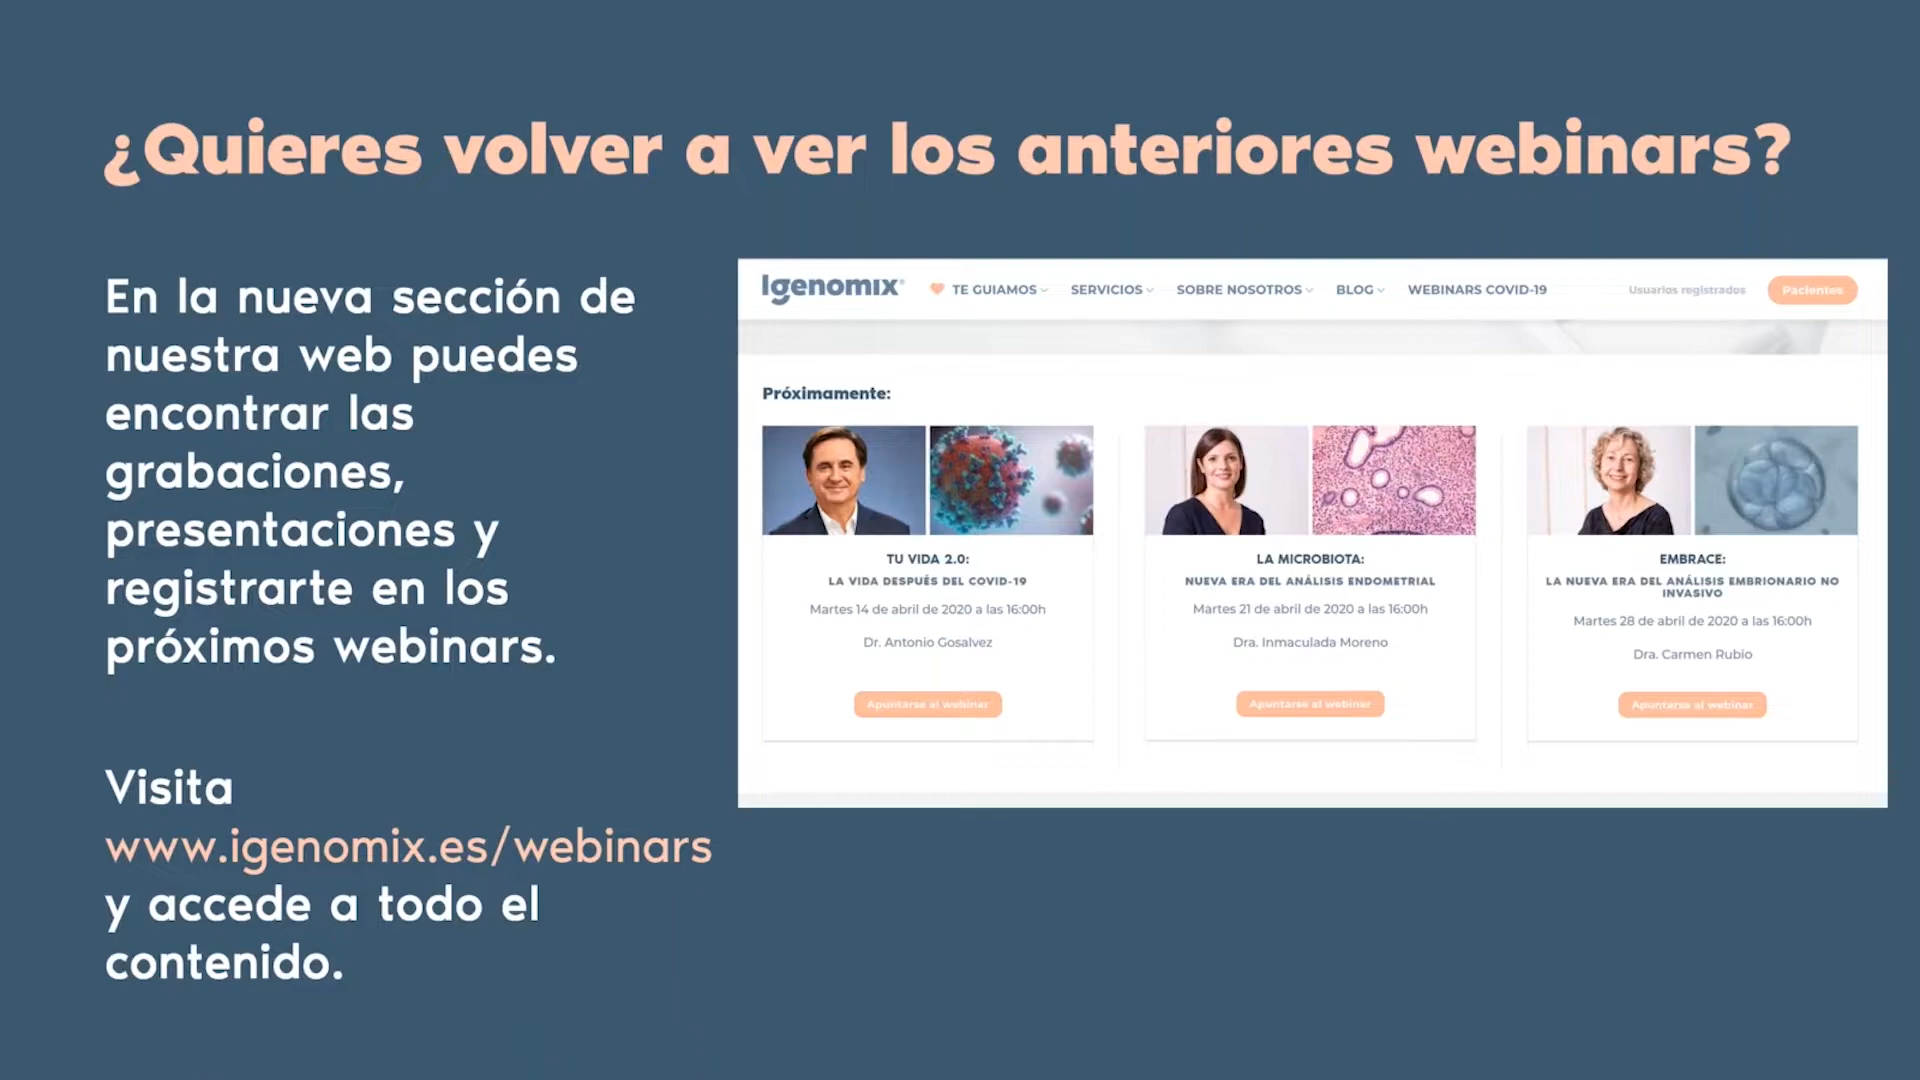 ¿Quieres volver a ver los anteriores webinars?
En la nueva sección de
nuestra web puedes
encontrar las
grabaciones,
presentaciones y
registrarte en los
próximos webinars.
Visita
www.igenomix.es/webinars
y accede a todo el
contenido.
Igenomix®
TE GUIAMOS
SERVICIOS
SOBRE NOSOTROS
BLOG
WEBINARS COVID-19
Usuarios registrados
Pacientes
Próximamente:
TU VIDA 2.0:
LA VIDA DESPUÉS DEL COVID-19
Martes 14 de abril de 2020 a las 16:00h
Dr. Antonio Gosalvez
Apuntarse al webinar
LA MICROBIOTA:
NUEVA ERA DEL ANÁLISIS ENDOMETRIAL
Martes 21 de abril de 2020 a las 16:00h
Dra. Inmaculada Moreno
Apuntarse al webinar
EMBRACE:
LA NUEVA ERA DEL ANÁLISIS EMBRIONARIO NO
INVASIVO
Martes 28 de abril de 2020 a las 16:00h
Dra. Carmen Rubio
Apuntarse al webinar